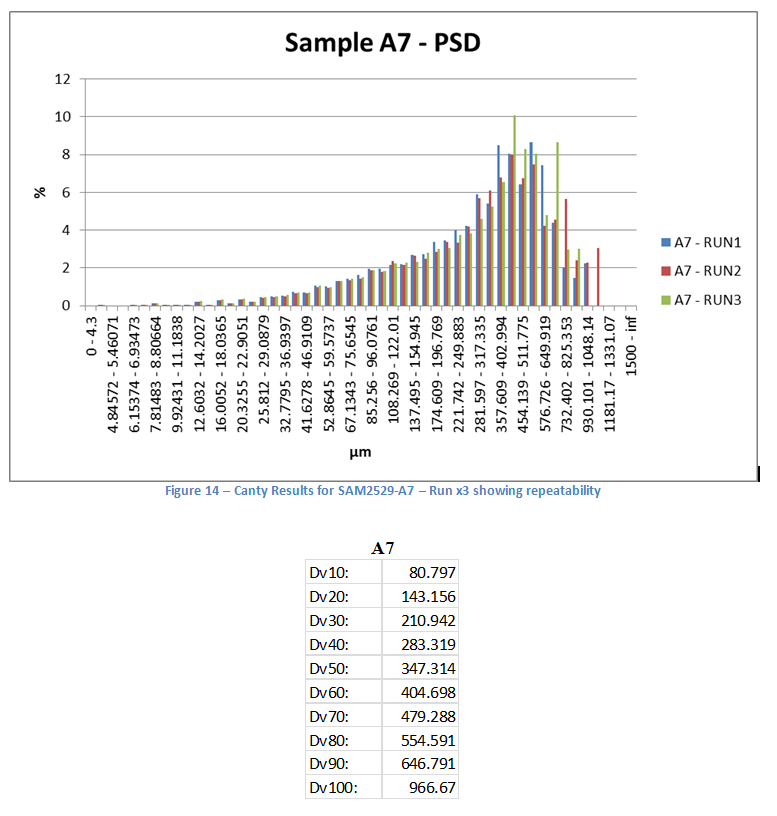 Sample A7 - PSD
12
10
8
6
4
2
0
%
0 - 4.3
4.84572 - 5.46071
6.15374 - 6.93473
7.81483 - 8.80664
9.92431 - 11.1838
12.6032 - 14.2027
16.0052 - 18.0365
20.3255 - 22.9051
25.812 - 29.0879
32.7795 - 36.9397
41.6278 - 46.9109
52.8645 - 59.5737
67.1343 - 75.6545
85.256 - 96.0761
108.269 - 122.01
137.495 - 154.945
174.609 - 196.769
221.742 - 249.883
281.597 - 317.335
357.609 - 402.994
454.139 - 511.775
576.726 - 649.919
732.402 - 825.353
930.101 - 1048.14
1181.17 - 1331.07
1500 - inf
µm
A7 - RUN1
A7 - RUN2
A7 - RUN3
Figure 14 – Canty Results for SAM2529-A7 – Run x3 showing repeatability
A7
Dv10: 80.797
Dv20: 143.156
Dv30: 210.942
Dv40: 283.319
Dv50: 347.314
Dv60: 404.698
Dv70: 479.288
Dv80: 554.591
Dv90: 646.791
Dv100: 966.67